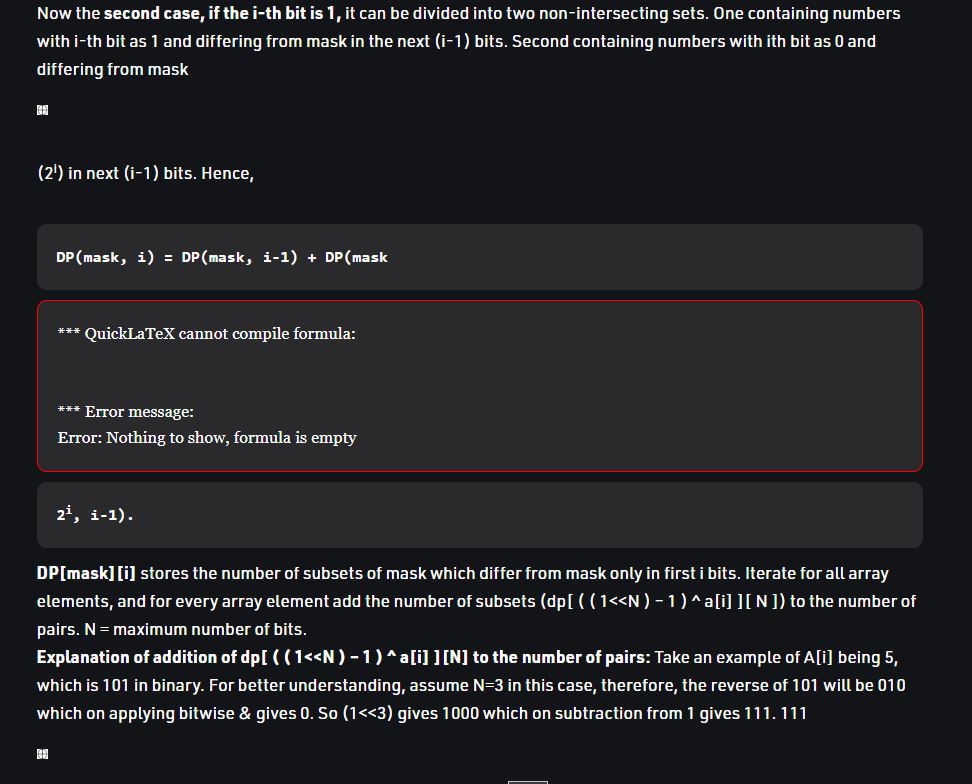 Now the second case, if the i-th bit is 1, it can be divided into two non-intersecting sets. One containing numbers
with i-th bit as 1 and differing from mask in the next (i-1) bits. Second containing numbers with ith bit as 0 and
differing from mask
(2ⁱ) in next (i-1) bits. Hence,
DP(mask, i) = DP(mask, i-1) + DP(mask
*** QuickLaTeX cannot compile formula:
*** Error message:
Error: Nothing to show, formula is empty
2ⁱ, i-1).
DP[mask][i] stores the number of subsets of mask which differ from mask only in first i bits. Iterate for all array
elements, and for every array element add the number of subsets (dp[ ( ( 1<<N ) – 1 ) ^ a[i] ][ N ]) to the number of
pairs. N = maximum number of bits.
Explanation of addition of dp[ ( ( 1<<N ) – 1 ) ^ a[i] ][N] to the number of pairs: Take an example of A[i] being 5,
which is 101 in binary. For better understanding, assume N=3 in this case, therefore, the reverse of 101 will be 010
which on applying bitwise & gives 0. So (1<<3) gives 1000 which on subtraction from 1 gives 111. 111